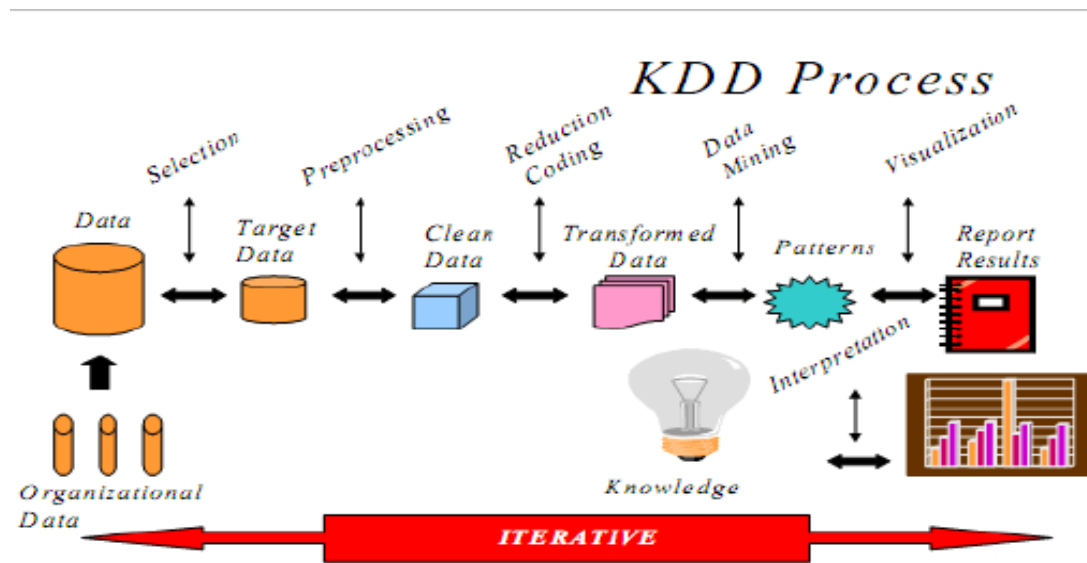 KDD Process
Selection
Preprocessing
Reduction
Coding
Data
Mining
Visualization
Data
Target
Data
Clean
Data
Transformed
Data
Patterns
Report
Results
Interpretation
Knowledge
Organizational
Data
ITERATIVE